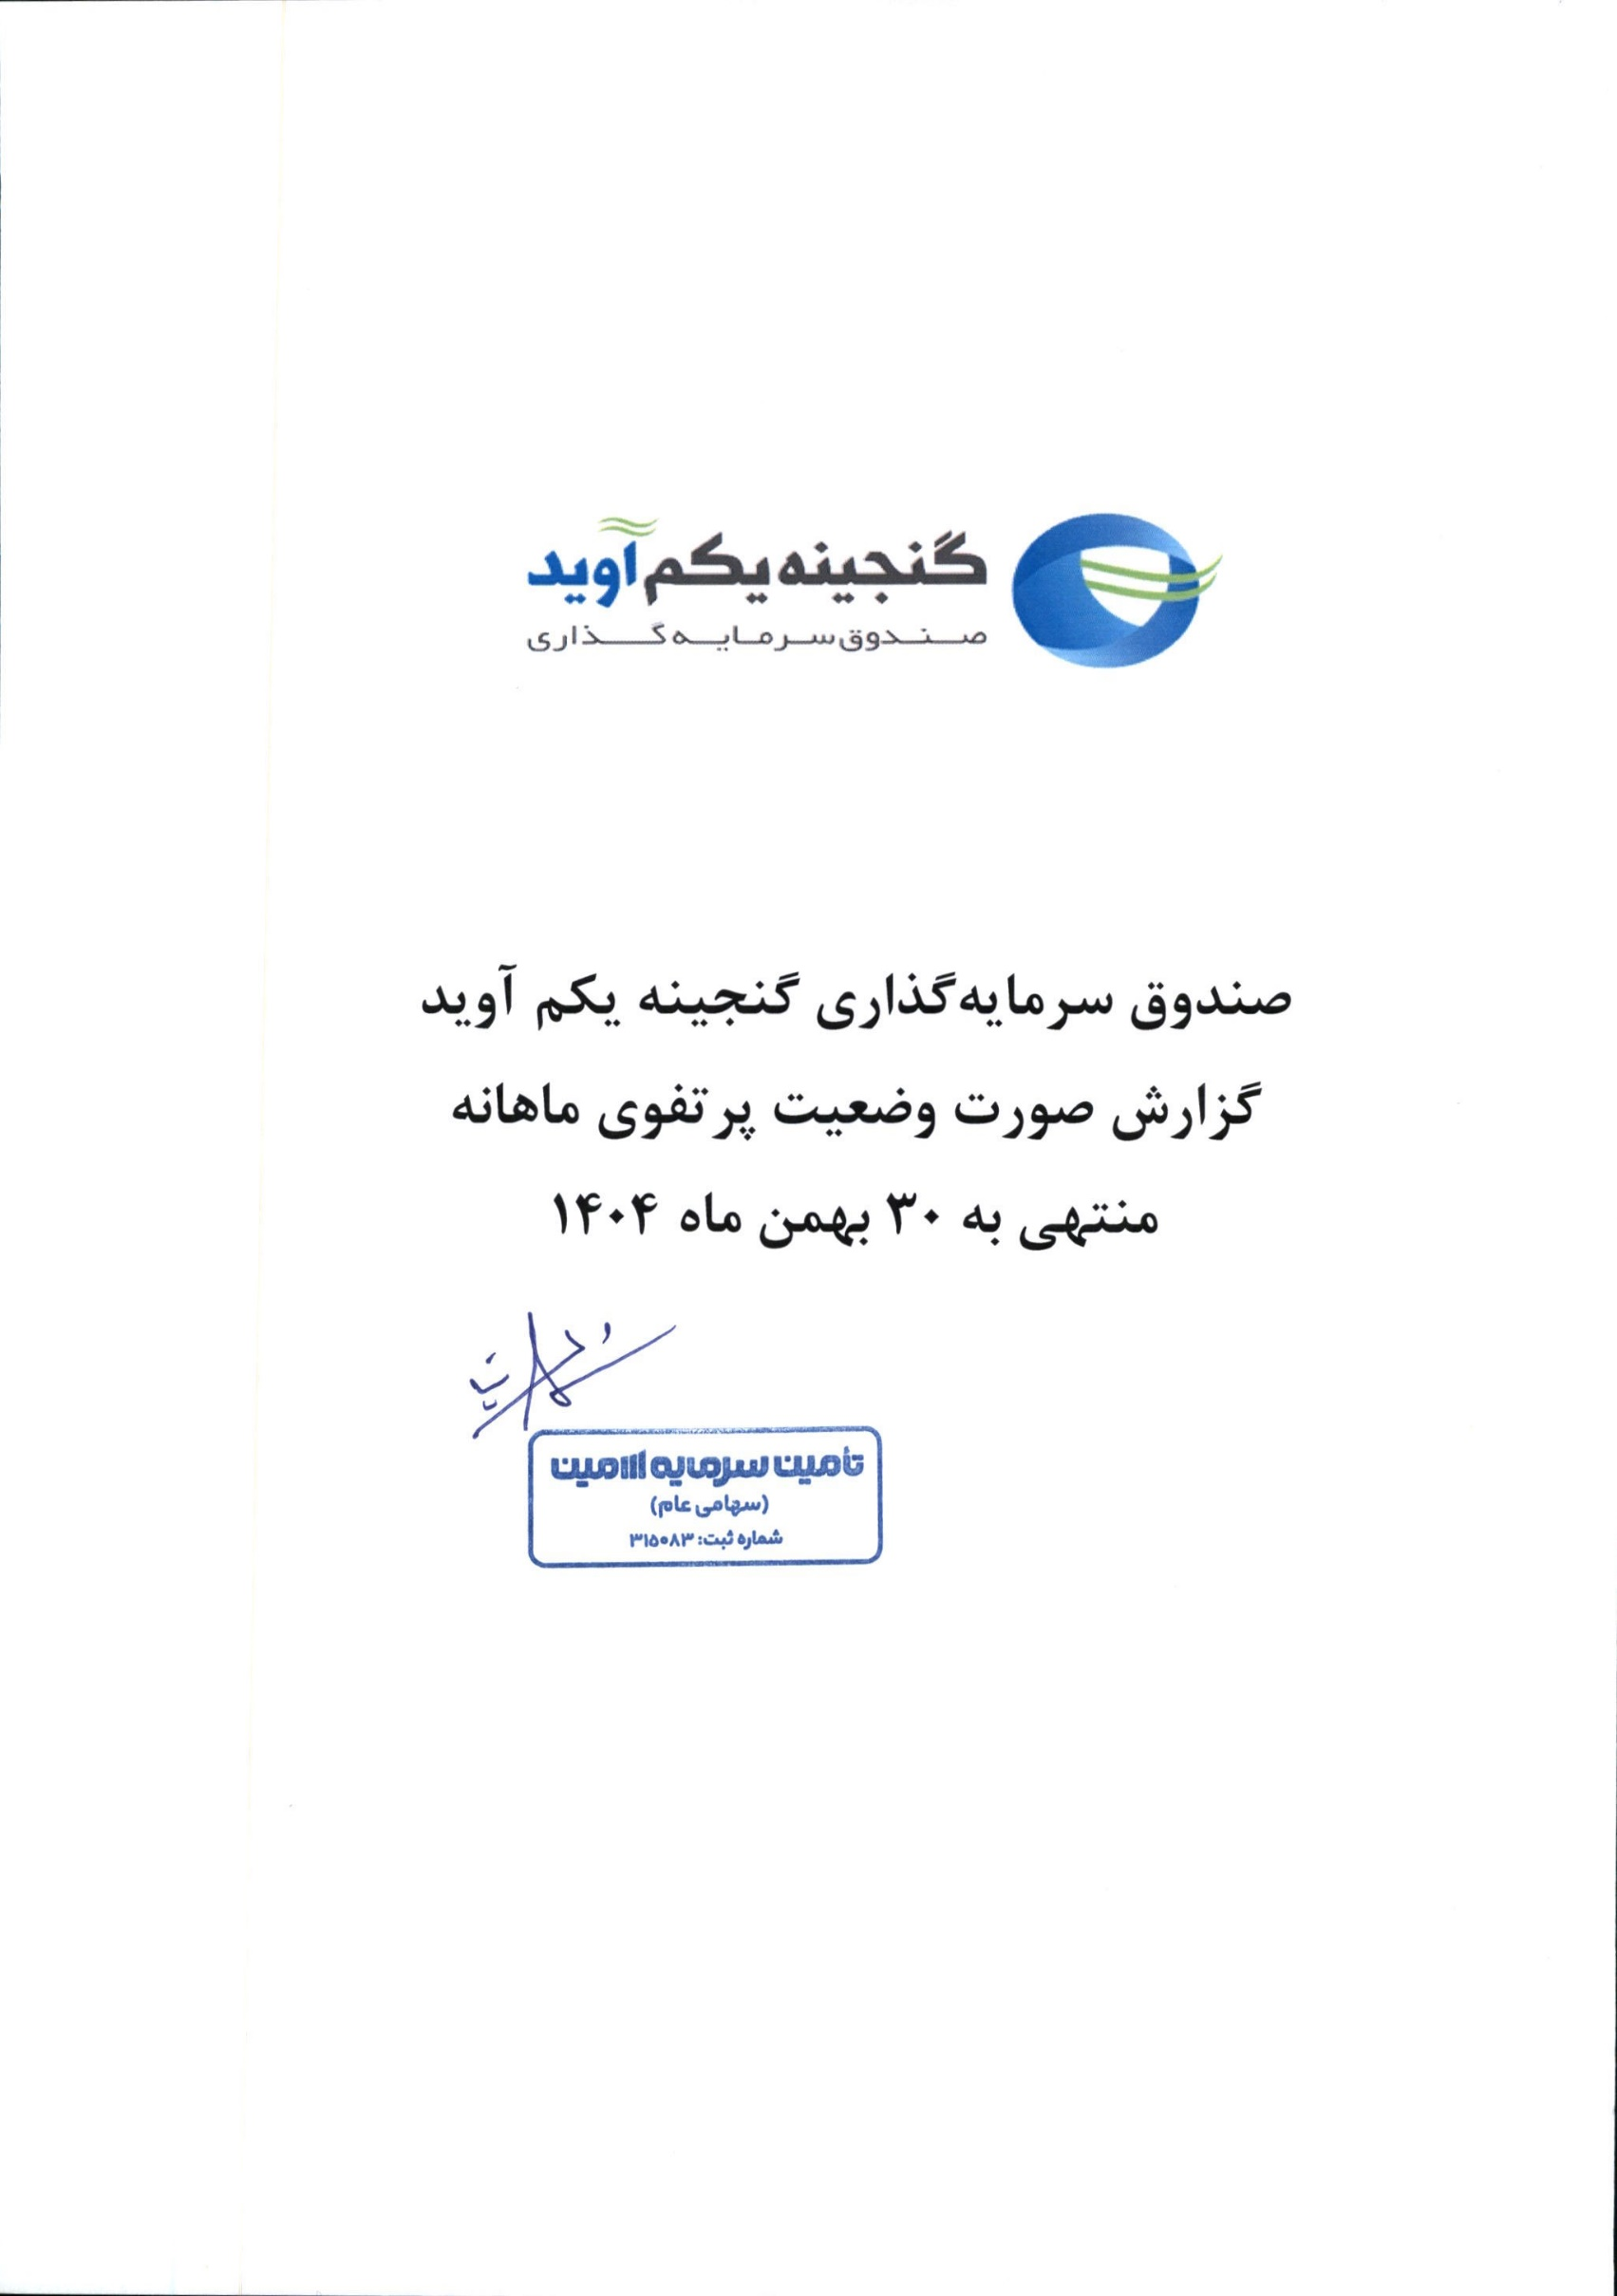 گنجینه یکم آوید
صندوق سرمایه گذاری
صندوق سرمایه‌گذاری گنجینه یکم آوید
گزارش صورت وضعیت پرتفوی ماهانه
منتهی به ۳۰ بهمن ماه ۱۴۰۴
تأمین سرمایه امین
(سهامی عام)
شماره ثبت: ۳۱۵۰۸۳